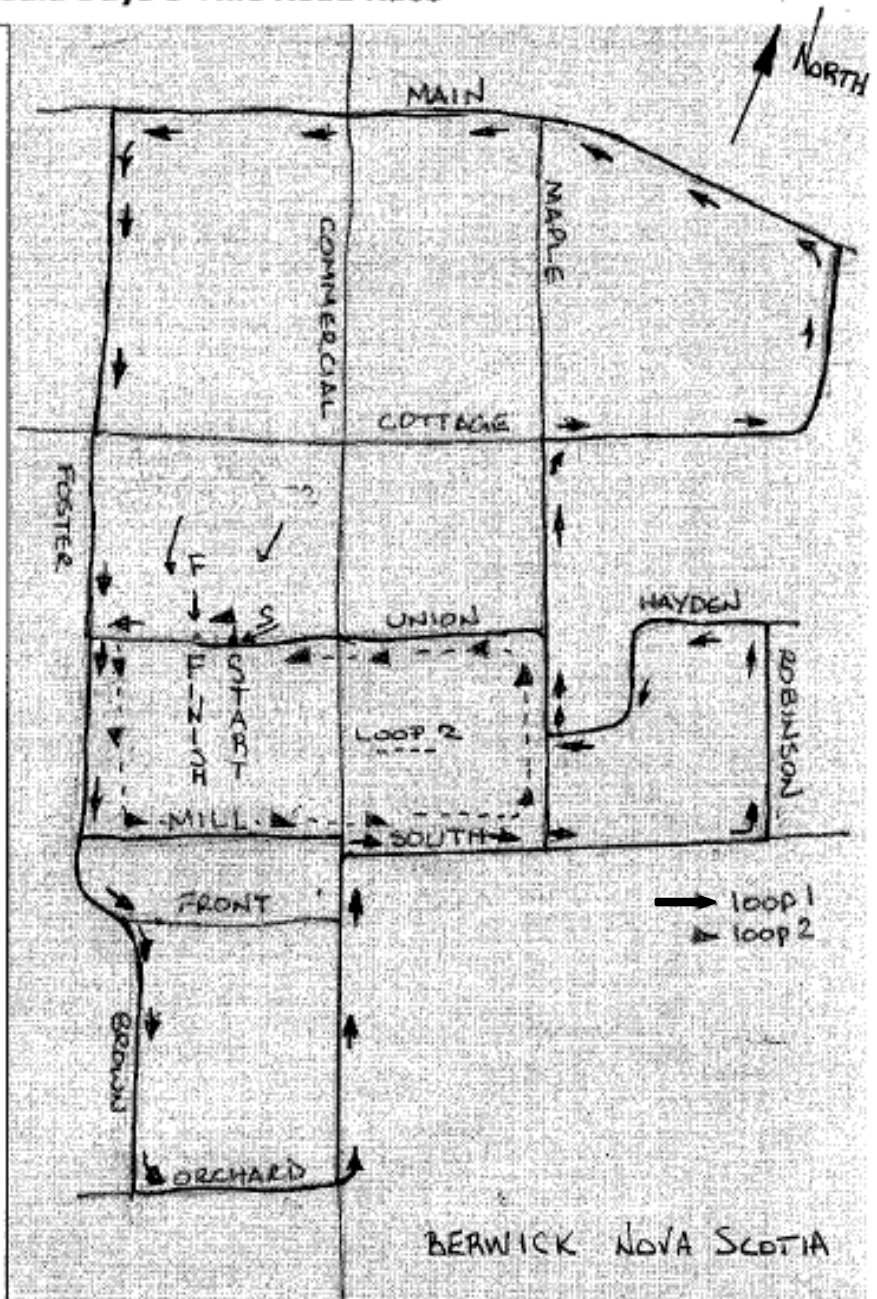 NORTH
MAIN
MAPLE
COMMERCIAL
COTTAGE
FOSTER
F
S
UNION
HAYDEN
FINISH
START
ROBINSON
LOOP 2
MILL
SOUTH
FRONT
loop 1
loop 2
BROWN
ORCHARD
BERWICK NOVA SCOTIA